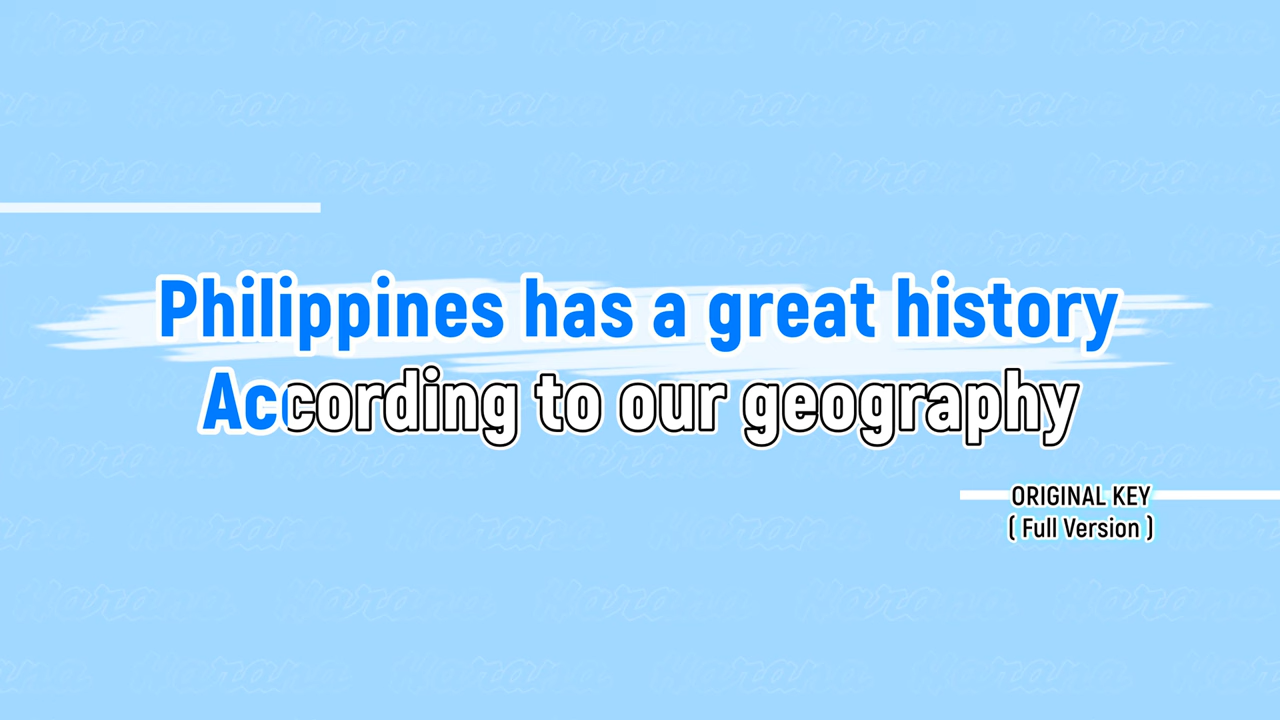 Philippines has a great history
According to our geography
ORIGINAL KEY
( Full Version )